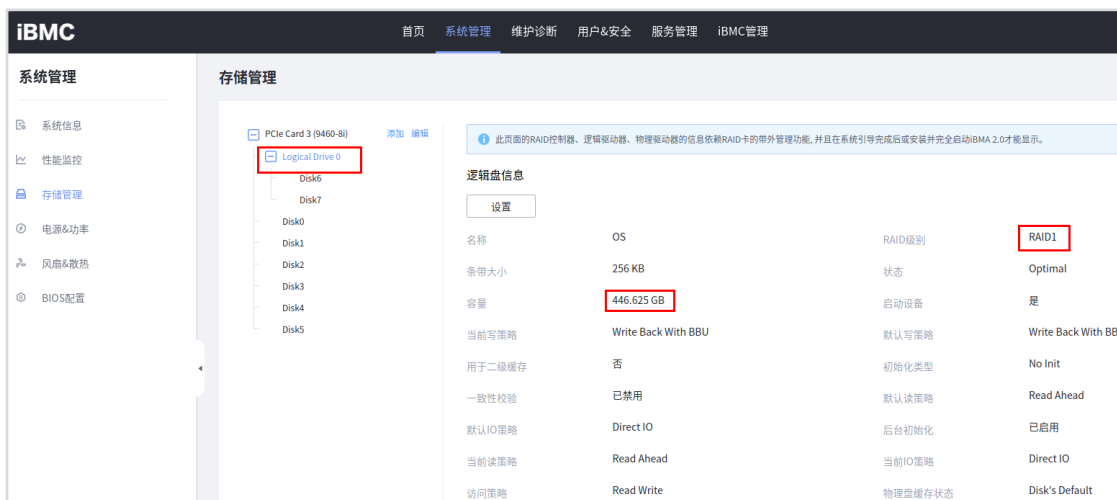 iBMC
首页 系统管理 维护诊断 用户&安全 服务管理 iBMC管理
系统管理
系统信息
性能监控
存储管理
电源&功率
风扇&散热
BIOS配置
存储管理
PCIe Card 3 (9460-8i) 添加 编辑
Logical Drive 0
Disk6
Disk7
Disk0
Disk1
Disk2
Disk3
Disk4
Disk5
此页面的RAID控制器、逻辑驱动器、物理驱动器的信息依赖RAID卡的带外管理功能, 并且在系统引导完成后或安装并完全启动iBMA 2.0才能显示。
逻辑盘信息
设置
名称 OS RAID级别 RAID1
条带大小 256 KB 状态 Optimal
容量 446.625 GB 启动设备 是
当前写策略 Write Back With BBU 默认写策略 Write Back With BB
用于二级缓存 否 初始化类型 No Init
一致性校验 已禁用 默认读策略 Read Ahead
默认IO策略 Direct IO 后台初始化 已启用
当前读策略 Read Ahead 当前IO策略 Direct IO
访问策略 Read Write 物理盘缓存状态 Disk's Default